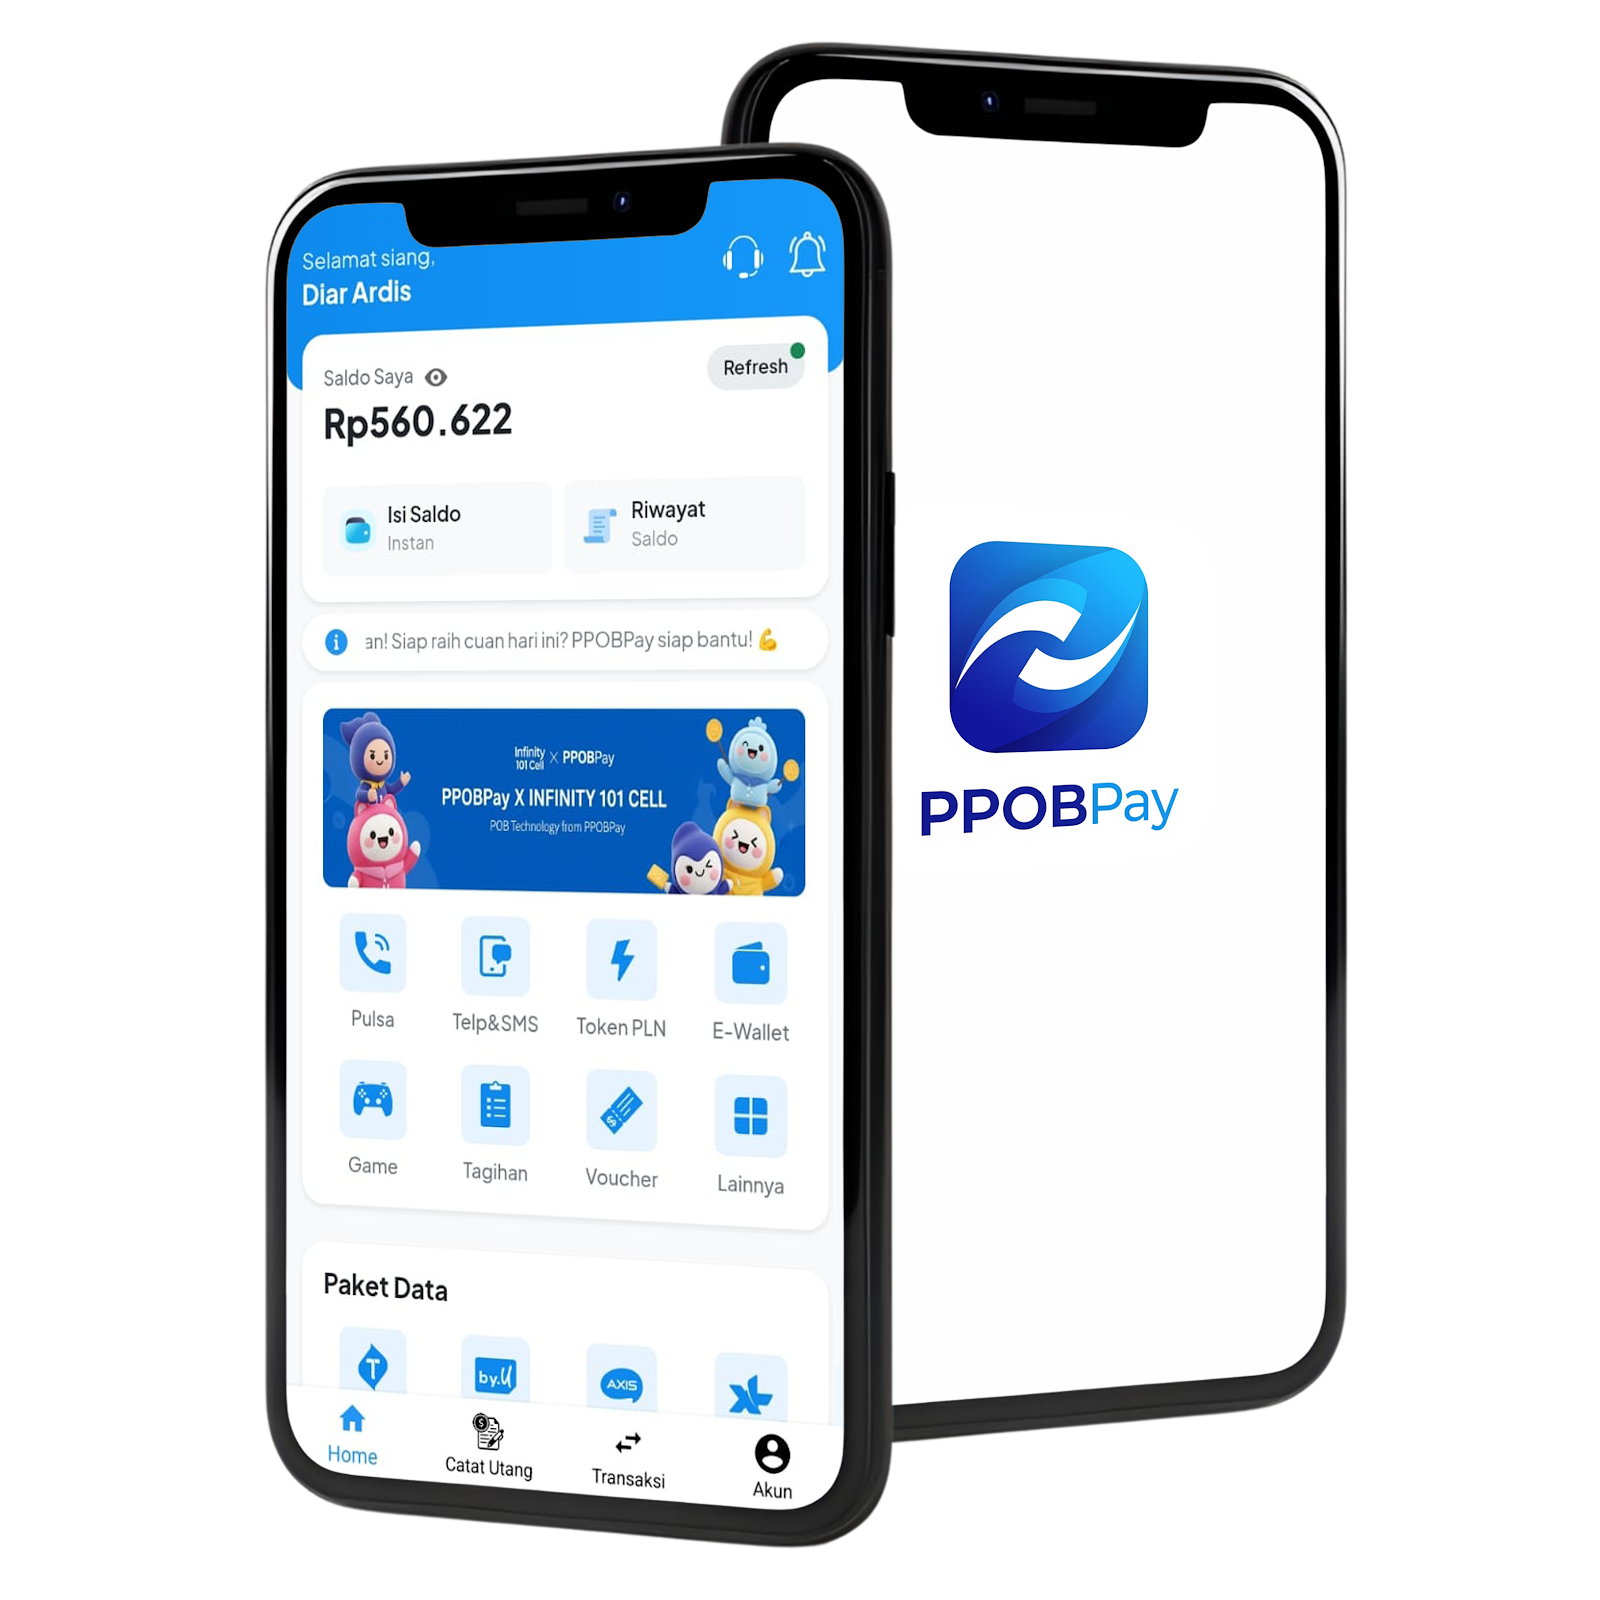 Selamat siang,
Diar Ardis
Saldo Saya
Refresh
Rp560.622
Isi Saldo
Instan
Riwayat
Saldo
an! Siap raih cuan hari ini? PPOBPay siap bantu! 💪
Infinity
101 Cell X PPOBPay
PPOBPay X INFINITY 101 CELL
POB Technology from PPOBPay
Pulsa
Telp&SMS
Token PLN
E-Wallet
Game
Tagihan
Voucher
Lainnya
Paket Data
T
by.U
AXIS
XL
Home
Catat Utang
Transaksi
Akun
PPOBPay